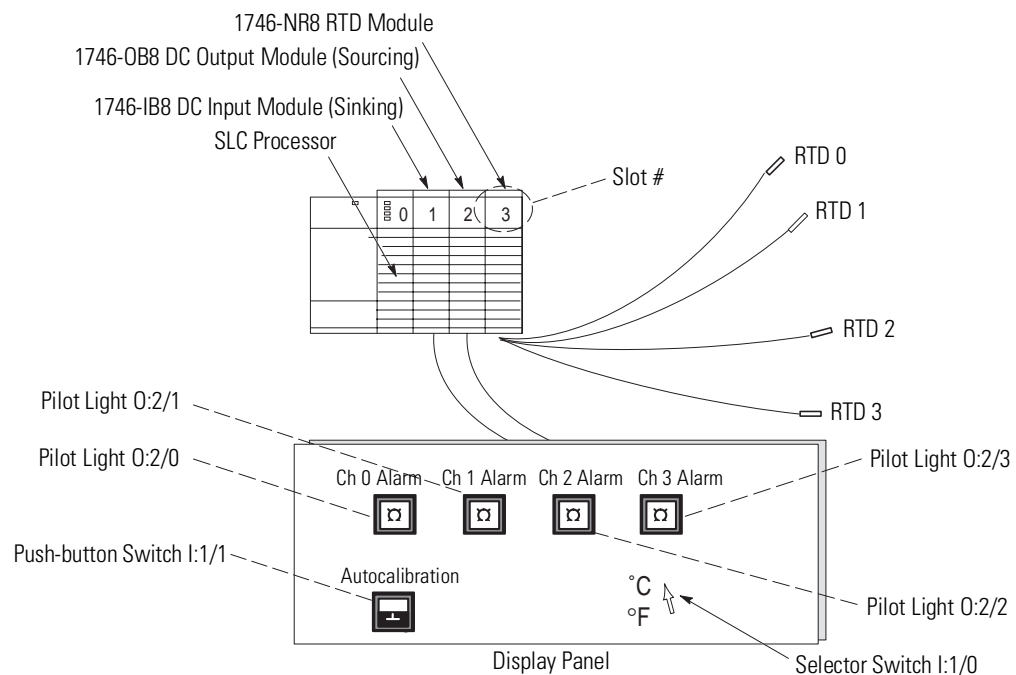 1746-NR8 RTD Module
1746-OB8 DC Output Module (Sourcing)
1746-IB8 DC Input Module (Sinking)
SLC Processor
Slot #
0 1 2 3
RTD 0
RTD 1
RTD 2
RTD 3
Pilot Light O:2/1
Pilot Light O:2/0
Pilot Light O:2/3
Ch 0 Alarm Ch 1 Alarm Ch 2 Alarm Ch 3 Alarm
Ω Ω Ω Ω
Push-button Switch I:1/1
Autocalibration
°C
°F
Pilot Light O:2/2
Display Panel
Selector Switch I:1/0